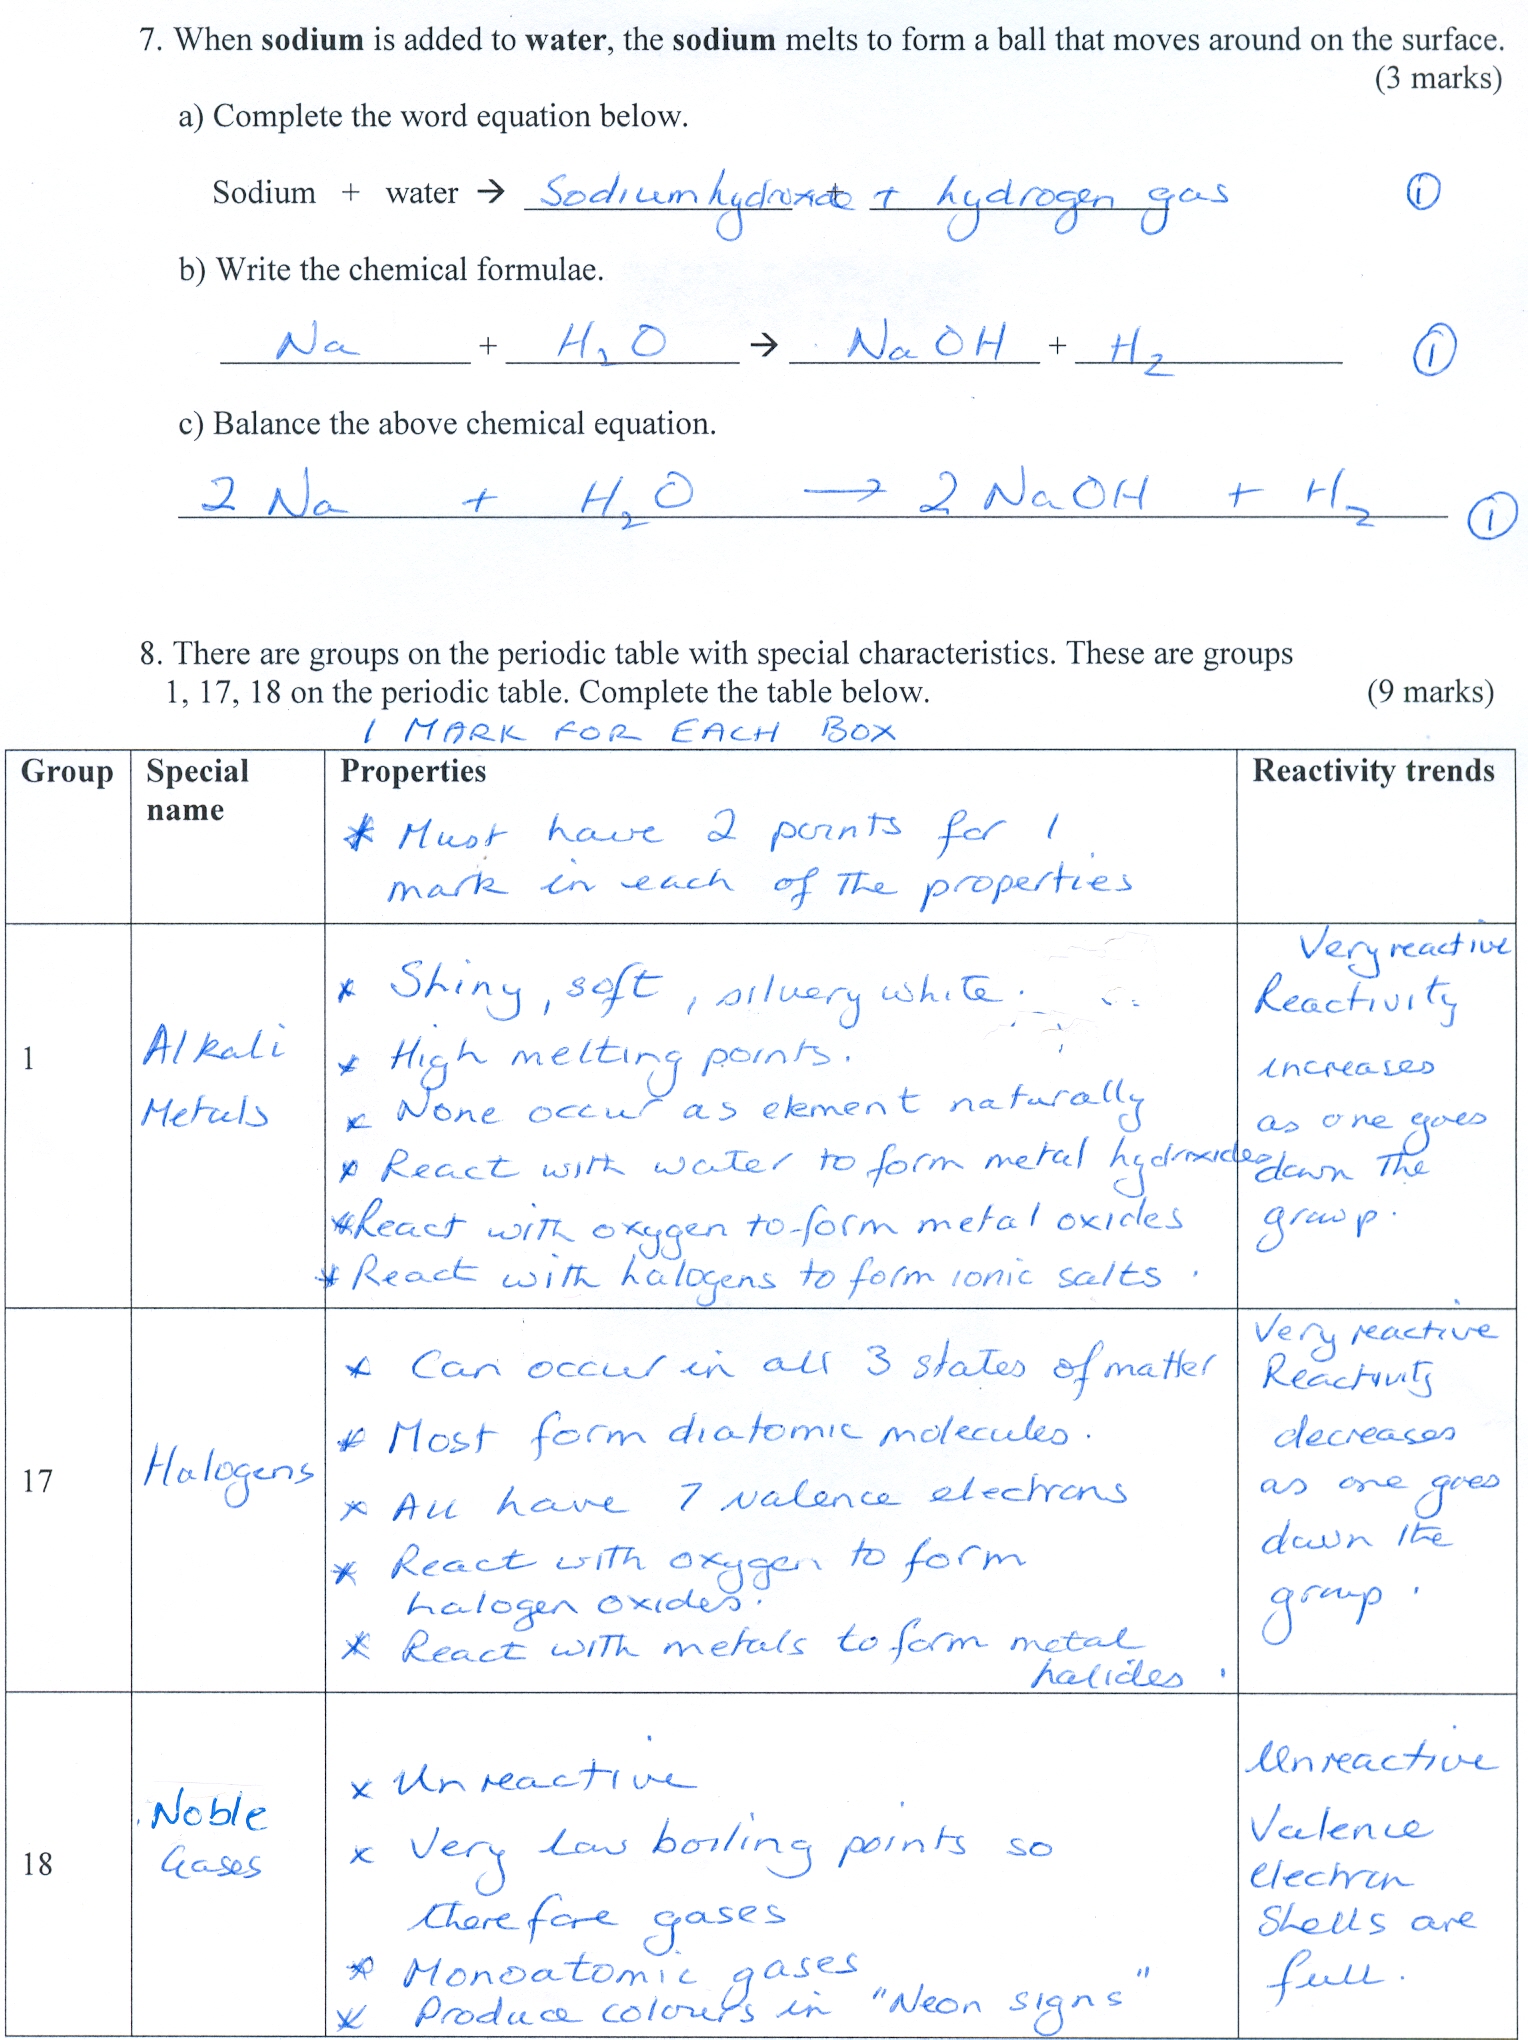 7. When sodium is added to water, the sodium melts to form a ball that moves around on the surface.
(3 marks)
a) Complete the word equation below.
Sodium + water → Sodium hydroxide + hydrogen gas ①
b) Write the chemical formulae.
Na + H₂O → NaOH + H₂ ①
c) Balance the above chemical equation.
2 Na + H₂O → 2 NaOH + H₂ ①
8. There are groups on the periodic table with special characteristics. These are groups
1, 17, 18 on the periodic table. Complete the table below. (9 marks)
1 MARK FOR EACH BOX
Group
Special
name
Properties
* Must have 2 points for 1
mark in each of the properties
Reactivity trends
1
Alkali
Metals
* Shiny, soft, silvery white.
* High melting points.
* None occur as element naturally
* React with water to form metal hydroxides
* React with oxygen to form metal oxides
* React with halogens to form ionic salts.
Very reactive
Reactivity
increases
as one goes
down the
group.
17
Halogens
* Can occur in all 3 states of matter
* Most form diatomic molecules.
* All have 7 valence electrons
* React with oxygen to form
halogen oxides.
* React with metals to form metal
halides.
Very reactive
Reactivity
decreases
as one goes
down the
group.
18
Noble
Gases
* Unreactive
* Very low boiling points so
therefore gases
* Monoatomic gases
* Produce colours in "Neon signs"
Unreactive
Valence
electron
Shells are
full.